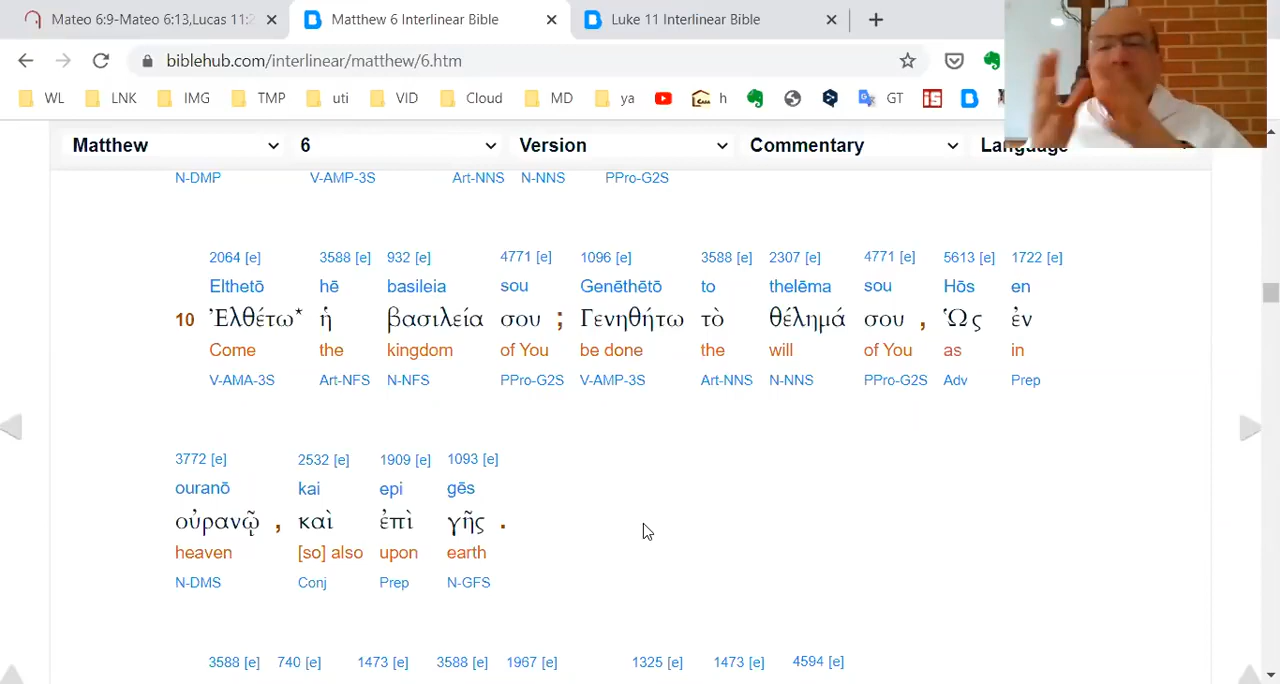 Mateo 6:9-Mateo 6:13,Lucas 11:2
Matthew 6 Interlinear Bible
Luke 11 Interlinear Bible
biblehub.com/interlinear/matthew/6.htm
WL LNK IMG TMP uti VID Cloud MD ya h GT
Matthew 6 Version Commentary Language
N-DMP V-AMP-3S Art-NNS N-NNS PPro-G2S
2064 [e] 3588 [e] 932 [e] 4771 [e] 1096 [e] 3588 [e] 2307 [e] 4771 [e] 5613 [e] 1722 [e]
Elthetō hē basileia sou Genēthētō to thelēma sou Hōs en
10 Ἐλθέτω* ἡ βασιλεία σου ; Γενηθήτω τὸ θέλημά σου , Ὡς ἐν
Come the kingdom of You be done the will of You as in
V-AMA-3S Art-NFS N-NFS PPro-G2S V-AMP-3S Art-NNS N-NNS PPro-G2S Adv Prep
3772 [e] 2532 [e] 1909 [e] 1093 [e]
ouranō kai epi gēs
οὐρανῷ , καὶ ἐπὶ γῆς .
heaven [so] also upon earth
N-DMS Conj Prep N-GFS
3588 [e] 740 [e] 1473 [e] 3588 [e] 1967 [e] 1325 [e] 1473 [e] 4594 [e]